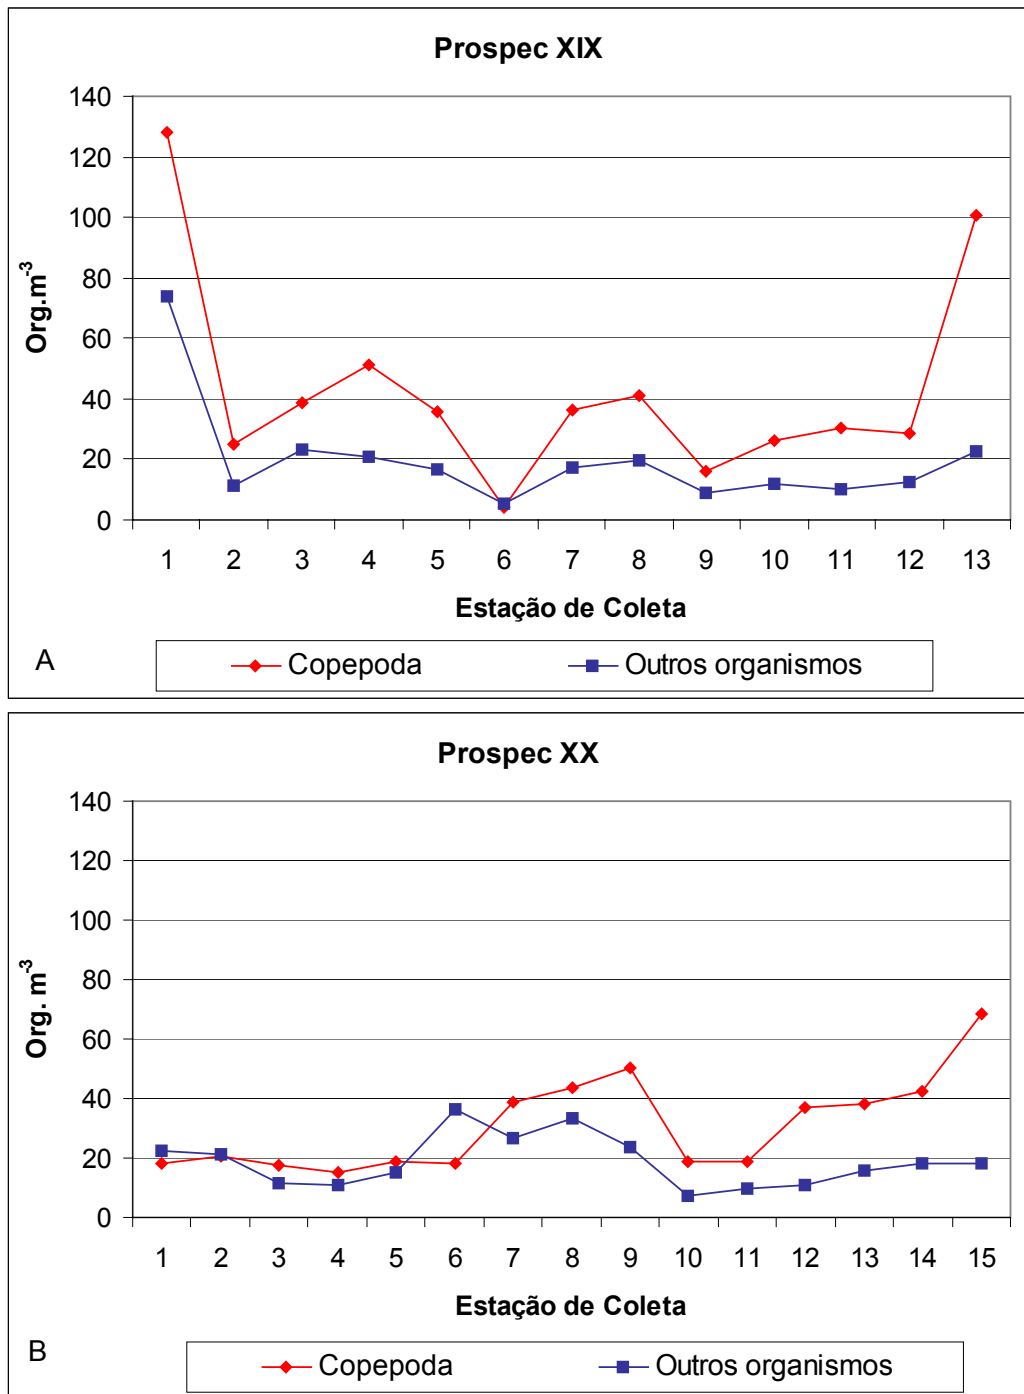 Prospec XIX
140
120
100
80
60
40
20
0
Org.m-3
1 2 3 4 5 6 7 8 9 10 11 12 13
Estação de Coleta
A
Copepoda Outros organismos
Prospec XX
140
120
100
80
60
40
20
0
Org. m-3
1 2 3 4 5 6 7 8 9 10 11 12 13 14 15
Estação de Coleta
B
Copepoda Outros organismos